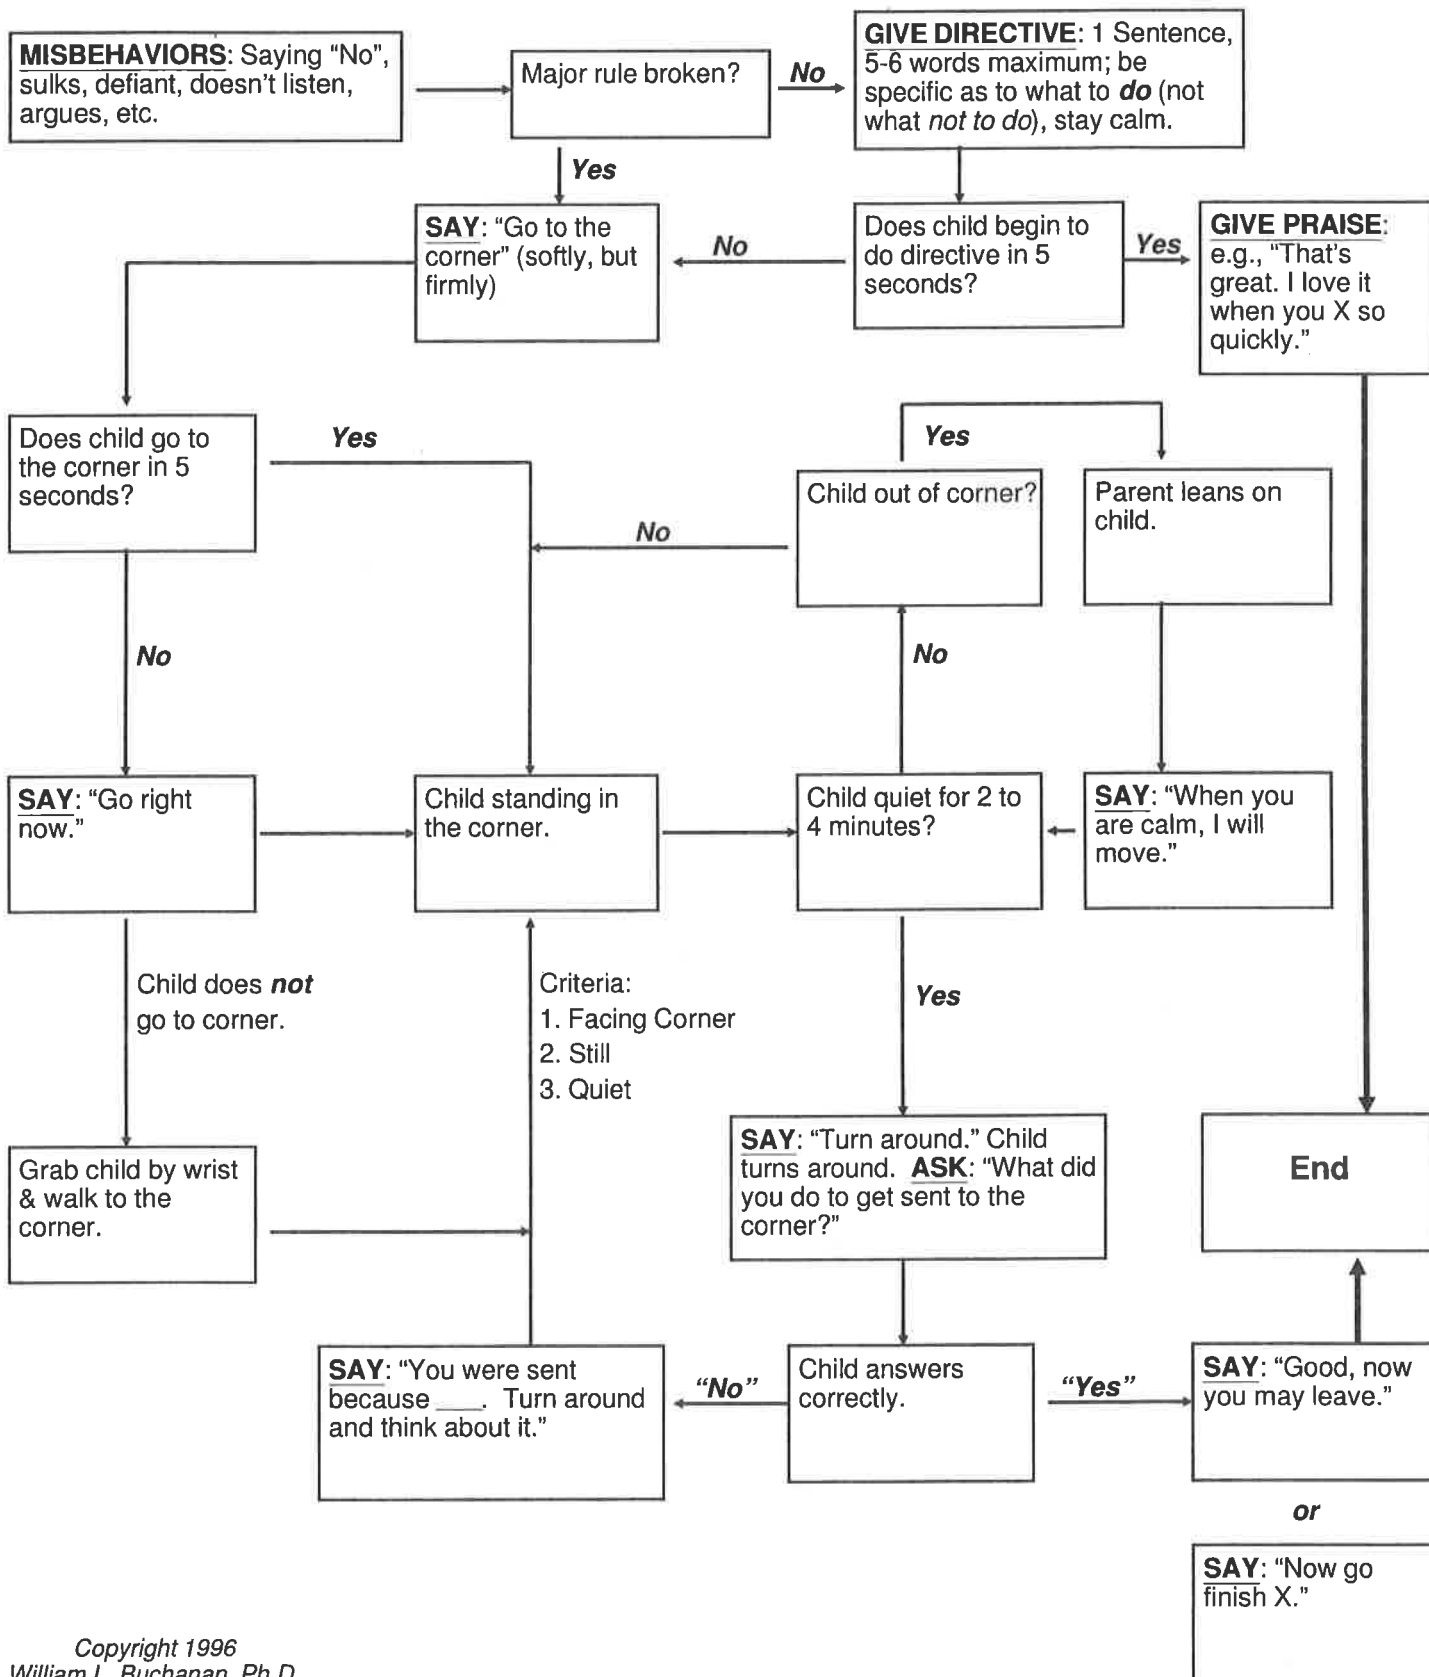 MISBEHAVIORS: Saying “No”,
sulks, defiant, doesn't listen,
argues, etc.
Major rule broken?
No
GIVE DIRECTIVE: 1 Sentence,
5-6 words maximum; be
specific as to what to do (not
what not to do), stay calm.
Yes
SAY: “Go to the
corner” (softly, but
firmly)
No
Does child begin to
do directive in 5
seconds?
Yes
GIVE PRAISE:
e.g., “That's
great. I love it
when you X so
quickly.”
Does child go to
the corner in 5
seconds?
Yes
Yes
Child out of corner?
Parent leans on
child.
No
No
No
SAY: “Go right
now.”
Child standing in
the corner.
Child quiet for 2 to
4 minutes?
SAY: “When you
are calm, I will
move.”
Child does not
go to corner.
Criteria:
1. Facing Corner
2. Still
3. Quiet
Yes
Grab child by wrist
& walk to the
corner.
SAY: “Turn around.” Child
turns around. ASK: “What did
you do to get sent to the
corner?”
End
SAY: “You were sent
because ___. Turn around
and think about it.”
“No”
Child answers
correctly.
“Yes”
SAY: “Good, now
you may leave.”
or
SAY: “Now go
finish X.”
Copyright 1996
William L. Buchanan, Ph.D.